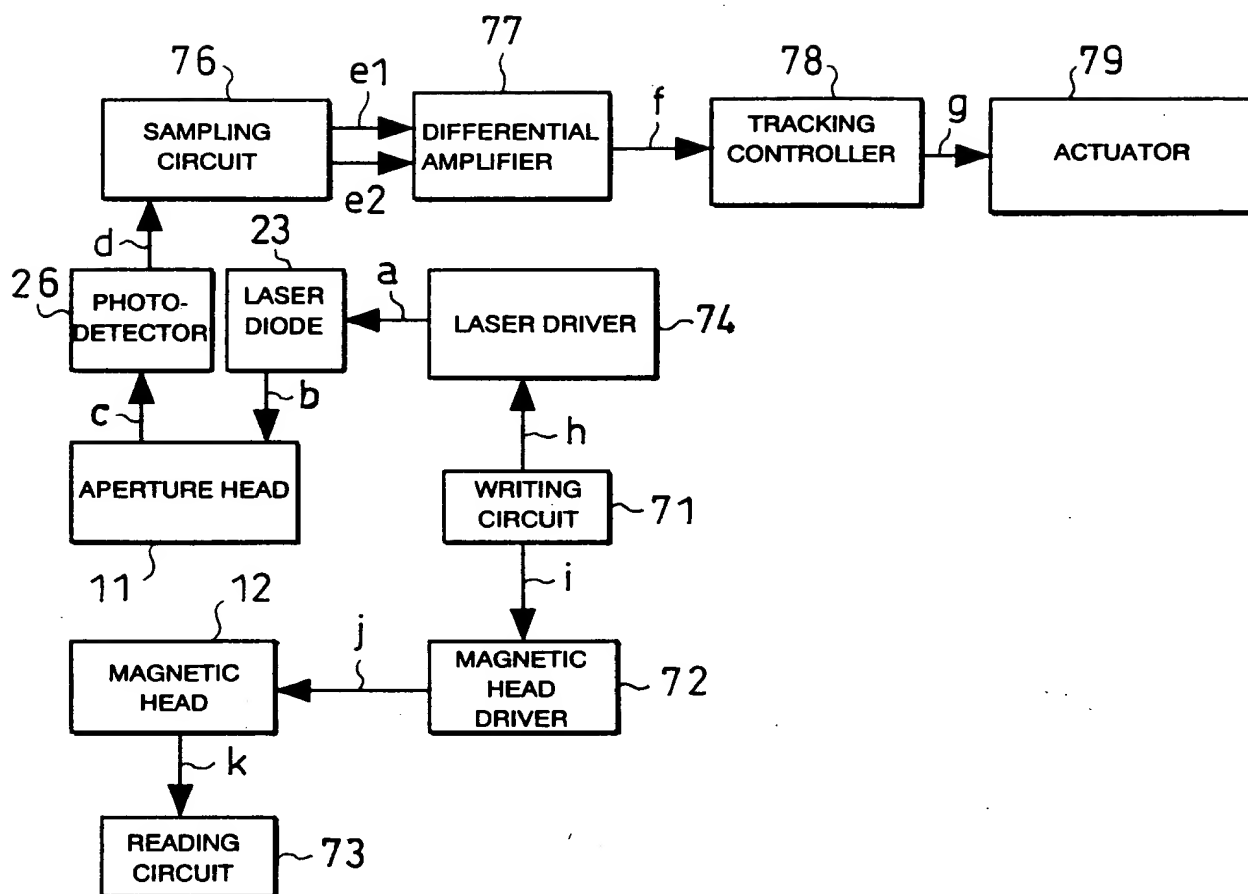 76
77
78
79
e1
SAMPLING
CIRCUIT
e2
DIFFERENTIAL
AMPLIFIER
f
TRACKING
CONTROLLER
g
ACTUATOR
d
26
PHOTO-
DETECTOR
23
LASER
DIODE
a
LASER DRIVER
74
c
b
h
APERTURE HEAD
11
WRITING
CIRCUIT
71
i
12
MAGNETIC
HEAD
j
MAGNETIC
HEAD
DRIVER
72
k
READING
CIRCUIT
73